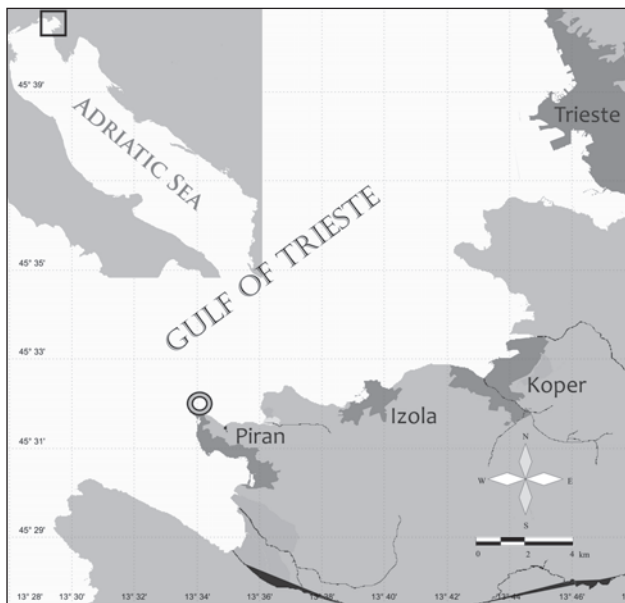 45° 39'
ADRIATIC SEA
Trieste
GULF OF TRIESTE
45° 35'
45° 33'
Koper
Izola
Piran
45° 31'
N
W E
S
45° 29'
0 2 4 km
13° 28' 13° 30' 13° 32' 13° 34' 13° 36' 13° 38' 13° 40' 13° 42' 13° 44' 13° 46'